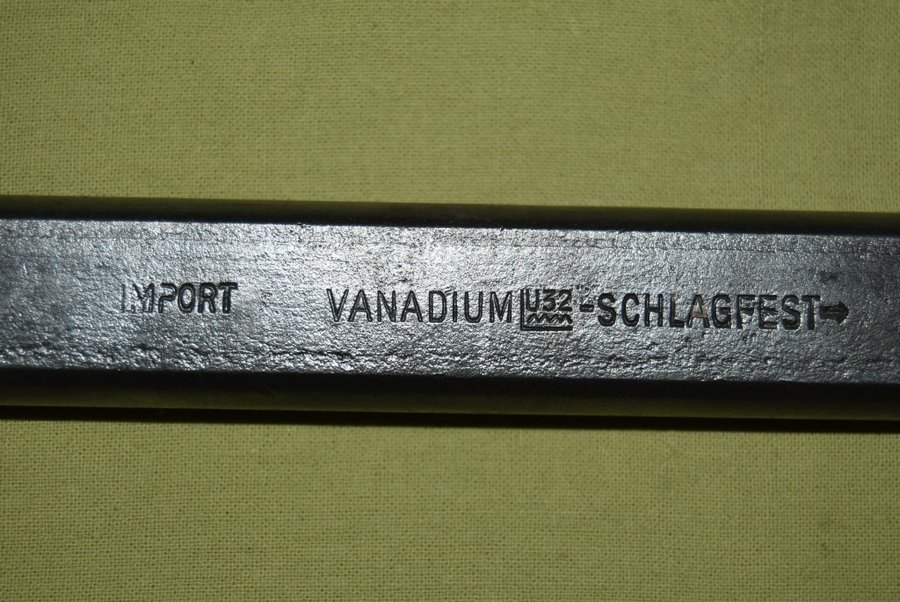 IMPORT VANADIUM U32 -SCHLAGFEST➡